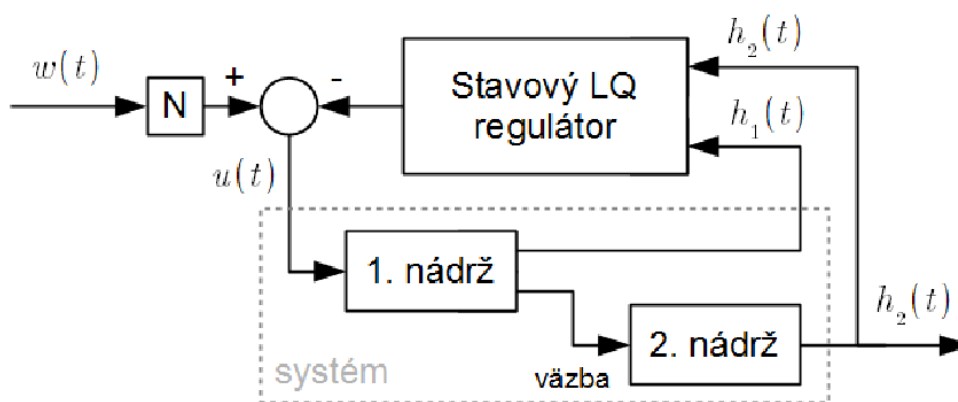 w(t)
N
+
-
Stavový LQ
regulátor
h₂(t)
h₁(t)
u(t)
1. nádrž
väzba
2. nádrž
h₂(t)
systém